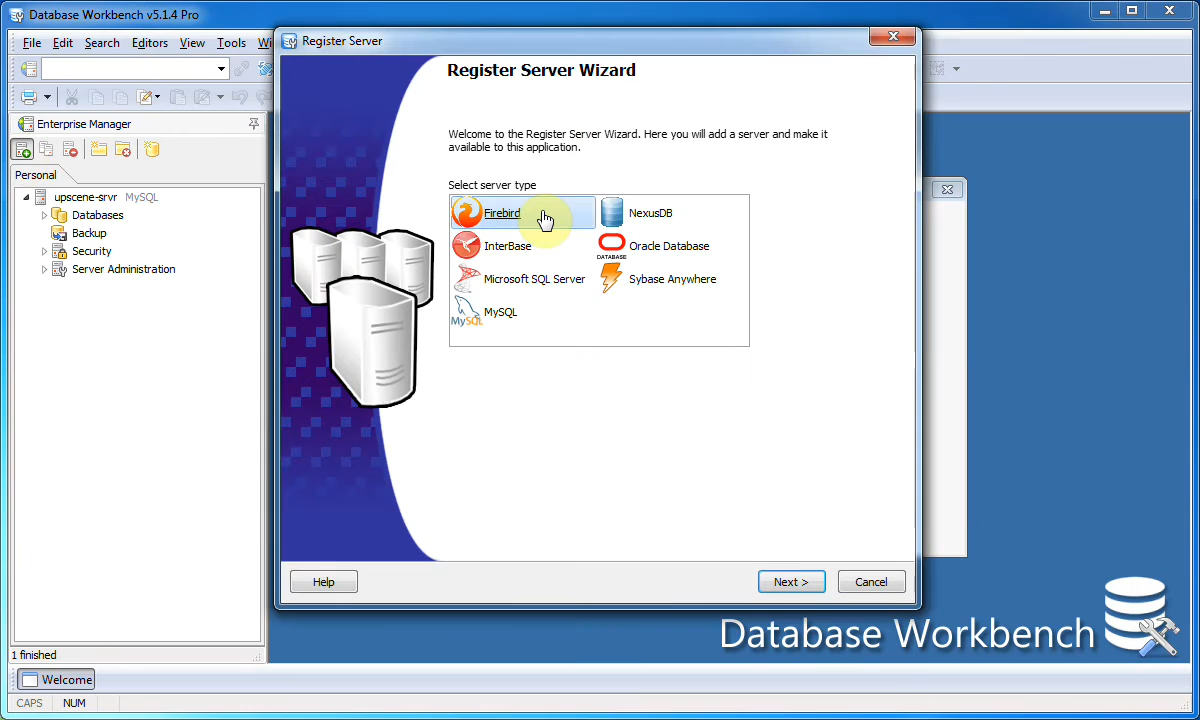 Database Workbench v5.1.4 Pro
File Edit Search Editors View Tools Wi
Enterprise Manager
Personal
upscene-srvr MySQL
Databases
Backup
Security
Server Administration
1 finished
Welcome
CAPS NUM
Register Server
Register Server Wizard
Welcome to the Register Server Wizard. Here you will add a server and make it
available to this application.
Select server type
Firebird
InterBase
Microsoft SQL Server
MySQL
MySQL
NexusDB
DATABASE
Oracle Database
Sybase Anywhere
Help Next > Cancel
Database Workbench